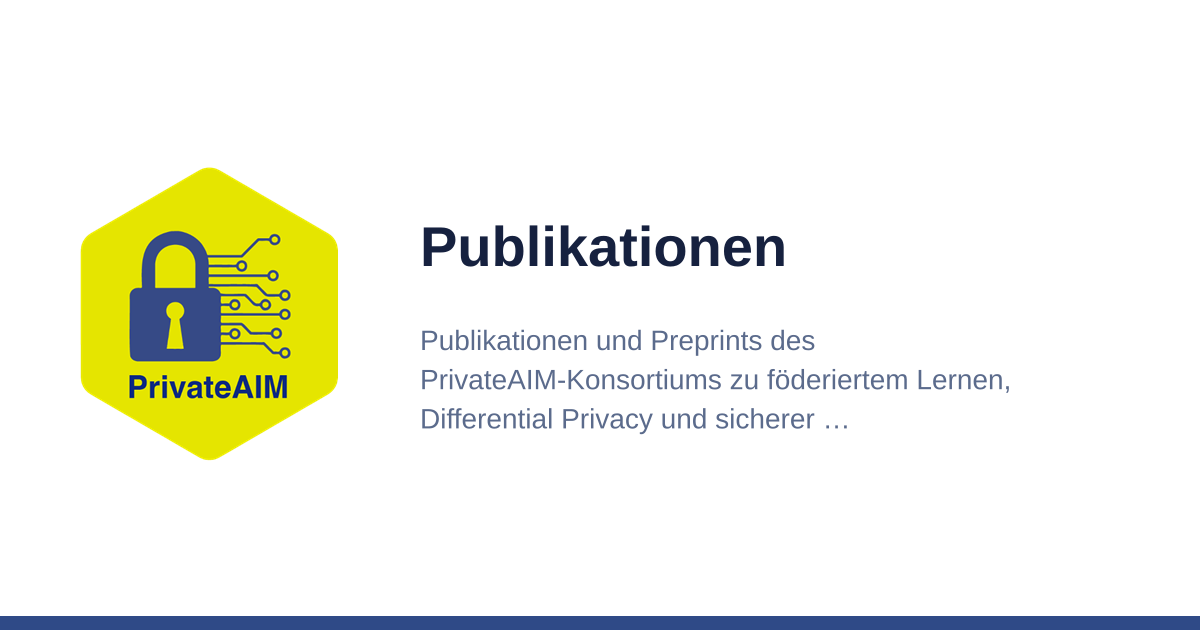 PrivateAIM
Publikationen
Publikationen und Preprints des
PrivateAIM-Konsortiums zu föderiertem Lernen,
Differential Privacy und sicherer …